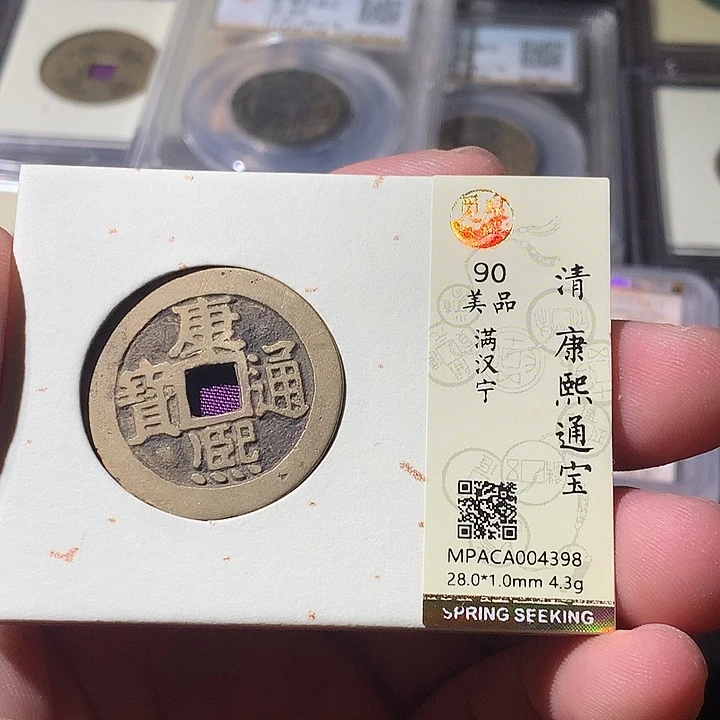 康熙通寶
90
美品
满汉宁
清 康熙通宝
MPACA004398
28.0*1.0mm 4.3g
SPRING SEEKING